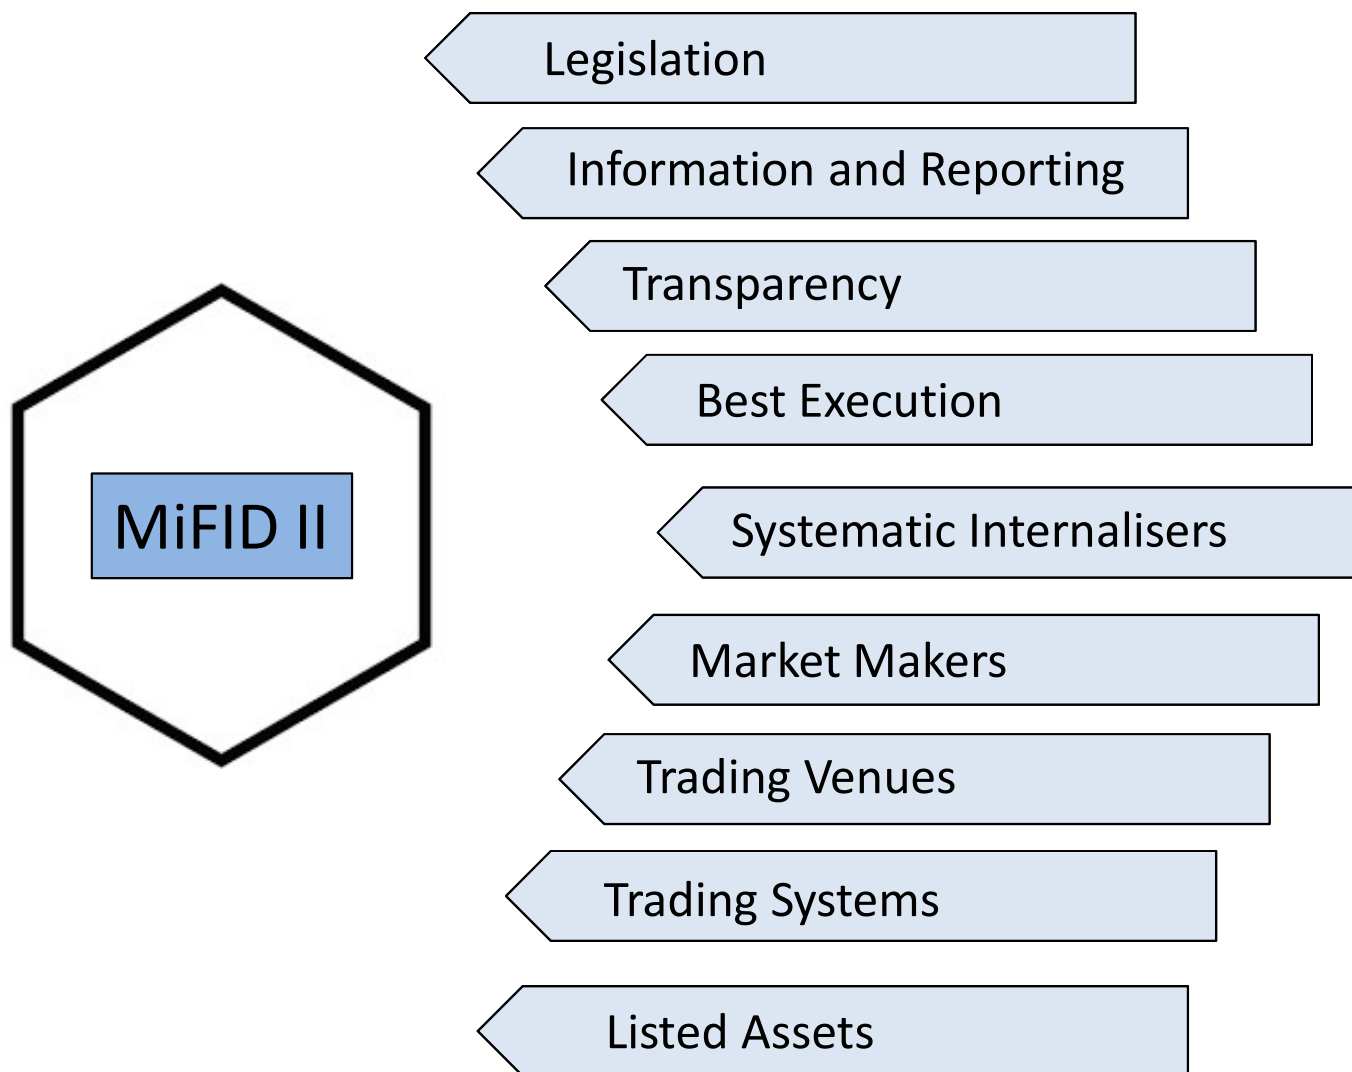 Legislation
Information and Reporting
Transparency
Best Execution
MiFID II
Systematic Internalisers
Market Makers
Trading Venues
Trading Systems
Listed Assets